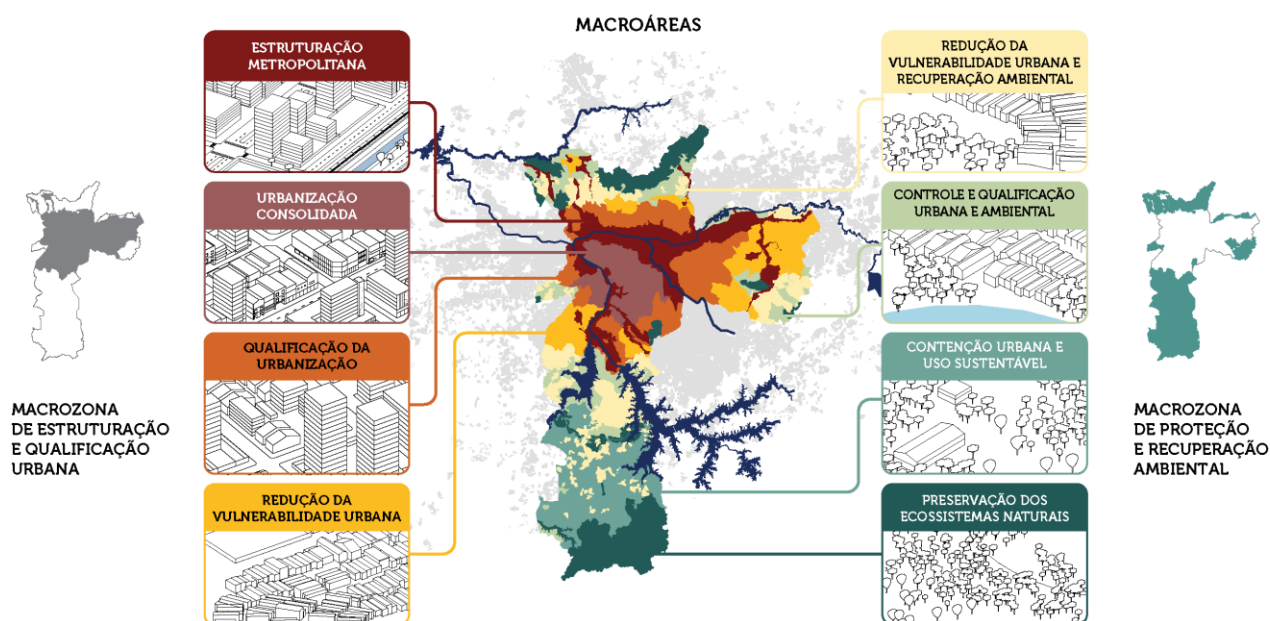 MACROÁREAS
ESTRUTURAÇÃO
METROPOLITANA
URBANIZAÇÃO
CONSOLIDADA
QUALIFICAÇÃO DA
URBANIZAÇÃO
REDUÇÃO DA
VULNERABILIDADE URBANA
MACROZONA
DE ESTRUTURAÇÃO
E QUALIFICAÇÃO
URBANA
REDUÇÃO DA
VULNERABILIDADE URBANA E
RECUPERAÇÃO AMBIENTAL
CONTROLE E QUALIFICAÇÃO
URBANA E AMBIENTAL
CONTENÇÃO URBANA E
USO SUSTENTÁVEL
PRESERVAÇÃO DOS
ECOSSISTEMAS NATURAIS
MACROZONA
DE PROTEÇÃO
E RECUPERAÇÃO
AMBIENTAL